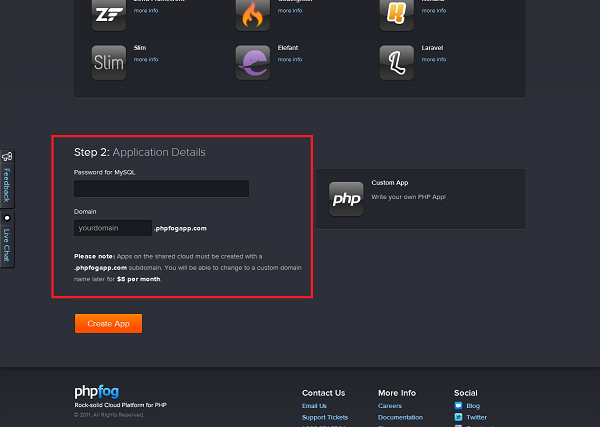 more info
more info
more info
Slim
Slim
more info
Elefant
more info
Laravel
more info
Feedback
Live Chat
Step 2: Application Details
Password for MySQL
Domain
yourdomain .phpfogapp.com
Please note: Apps on the shared cloud must be created with a
.phpfogapp.com subdomain. You will be able to change to a custom domain
name later for $5 per month.
php
Custom App
Write your own PHP App!
Create App
phpfog
Rock-solid Cloud Platform for PHP
© 2011. All Rights Reserved.
Contact Us
Email Us
Support Tickets
More Info
Careers
Documentation
Social
Blog
Twitter